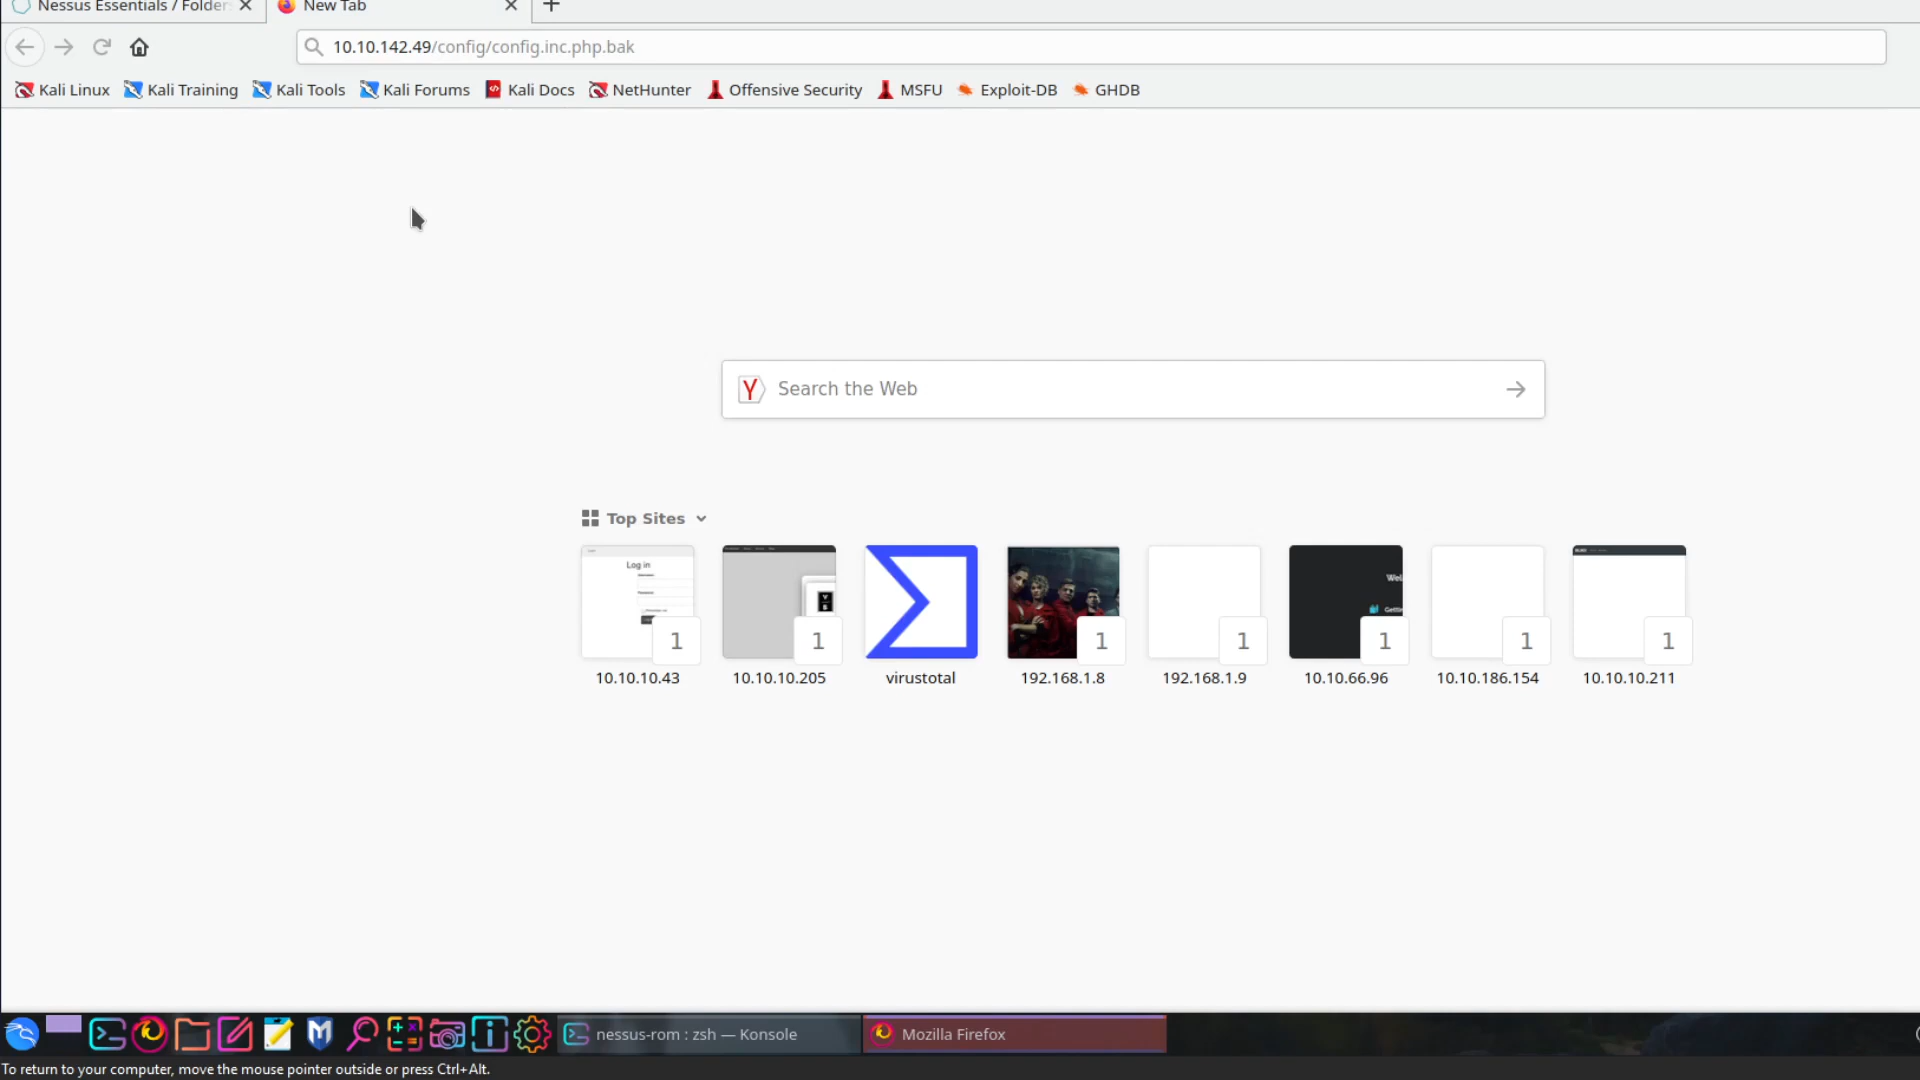 Nessus Essentials / Folder
New Tab
10.10.142.49/config/config.inc.php.bak
Kali Linux Kali Training Kali Tools Kali Forums Kali Docs NetHunter Offensive Security MSFU Exploit-DB GHDB
Search the Web
Top Sites
Log in
1 1 1 1 1 1 1
10.10.10.43 10.10.10.205 virustotal 192.168.1.8 192.168.1.9 10.10.66.96 10.10.186.154 10.10.10.211
nessus-rom : zsh — Konsole
Mozilla Firefox
To return to your computer, move the mouse pointer outside or press Ctrl+Alt.